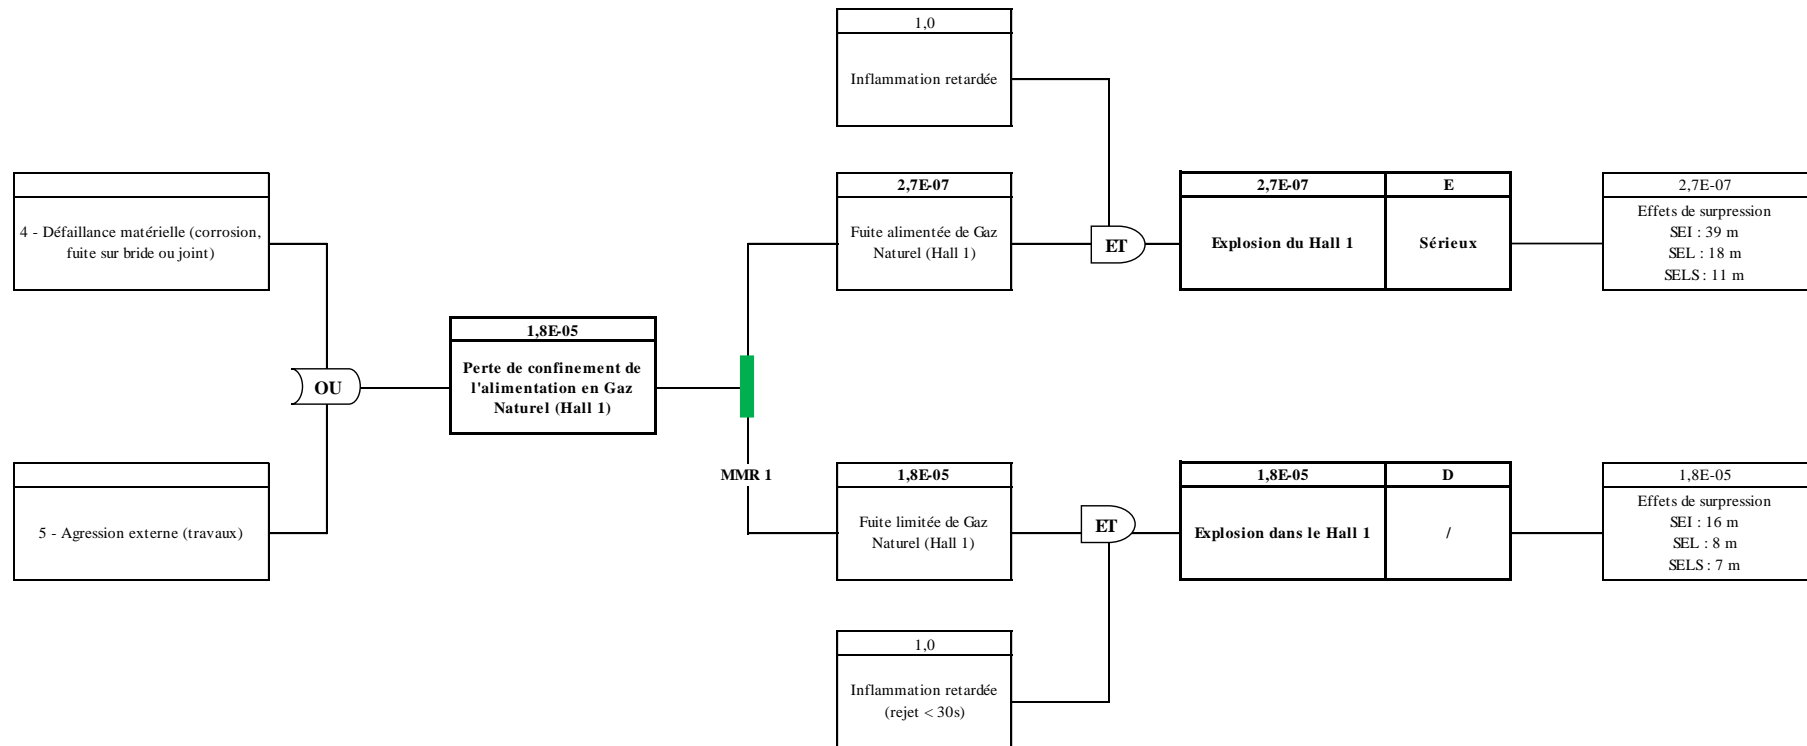 1,0
Inflammation retardée
4 - Défaillance matérielle (corrosion,
fuite sur bride ou joint)
2,7E-07
Fuite alimentée de Gaz
Naturel (Hall 1)
ET
2,7E-07
E
Explosion du Hall 1
Sérieux
2,7E-07
Effets de surpression
SEI : 39 m
SEL : 18 m
SELS : 11 m
OU
1,8E-05
Perte de confinement de
l'alimentation en Gaz
Naturel (Hall 1)
MMR 1
5 - Agression externe (travaux)
1,8E-05
Fuite limitée de Gaz
Naturel (Hall 1)
ET
1,8E-05
D
Explosion dans le Hall 1
/
1,8E-05
Effets de surpression
SEI : 16 m
SEL : 8 m
SELS : 7 m
1,0
Inflammation retardée
(rejet < 30s)